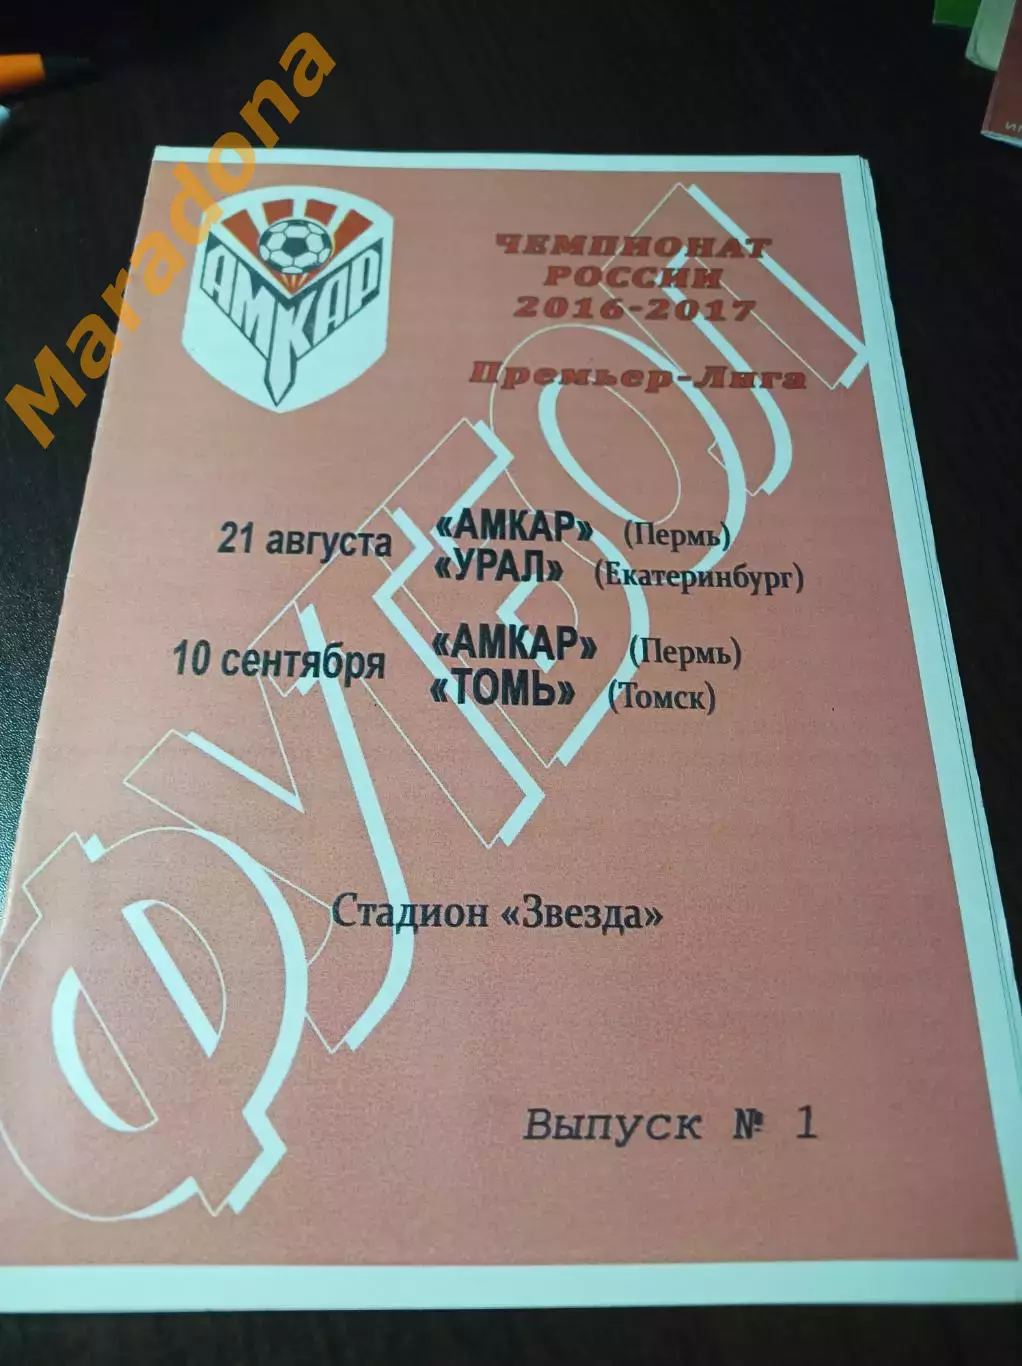 Maradona
АМКАР
ЧЕМПИОНАТ
РОССИИ
2016-2017
Премьер-Лига
ФУТБОЛ
21 августа «АМКАР» (Пермь)
«УРАЛ» (Екатеринбург)
10 сентября «АМКАР» (Пермь)
«ТОМЬ» (Томск)
Стадион «Звезда»
Выпуск № 1